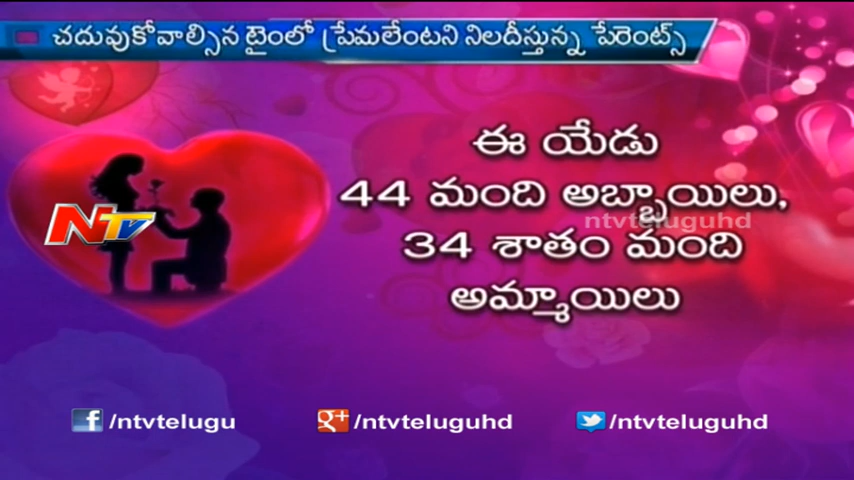 చదువుకోవాల్సిన టైంలో ప్రేమలేంటని నిలదీస్తున్న పేరెంట్స్
ఈ యేడు
44 మంది అబ్బాయిలు,
ntvteluguhd
34 శాతం మంది
అమ్మాయిలు
NTV
/ntvtelugu
/ntvteluguhd
/ntvteluguhd